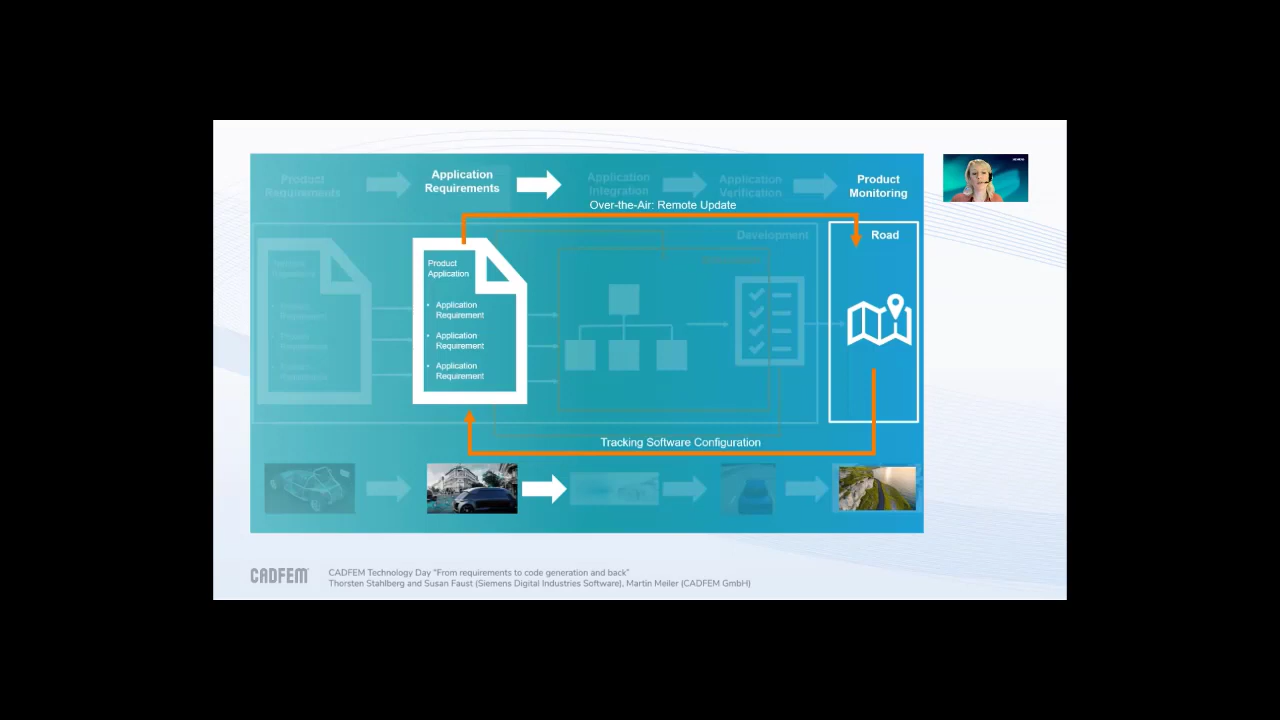 Product
Requirements
Application
Requirements
Application
Integration
Application
Verification
Product
Monitoring
Over-the-Air: Remote Update
Development
Road
Product
Application
• Application
Requirement
• Application
Requirement
• Application
Requirement
Tracking Software Configuration
CADFEM
CADFEM Technology Day "From requirements to code generation and back"
Thorsten Stahlberg and Susan Faust (Siemens Digital Industries Software), Martin Meiler (CADFEM GmbH)